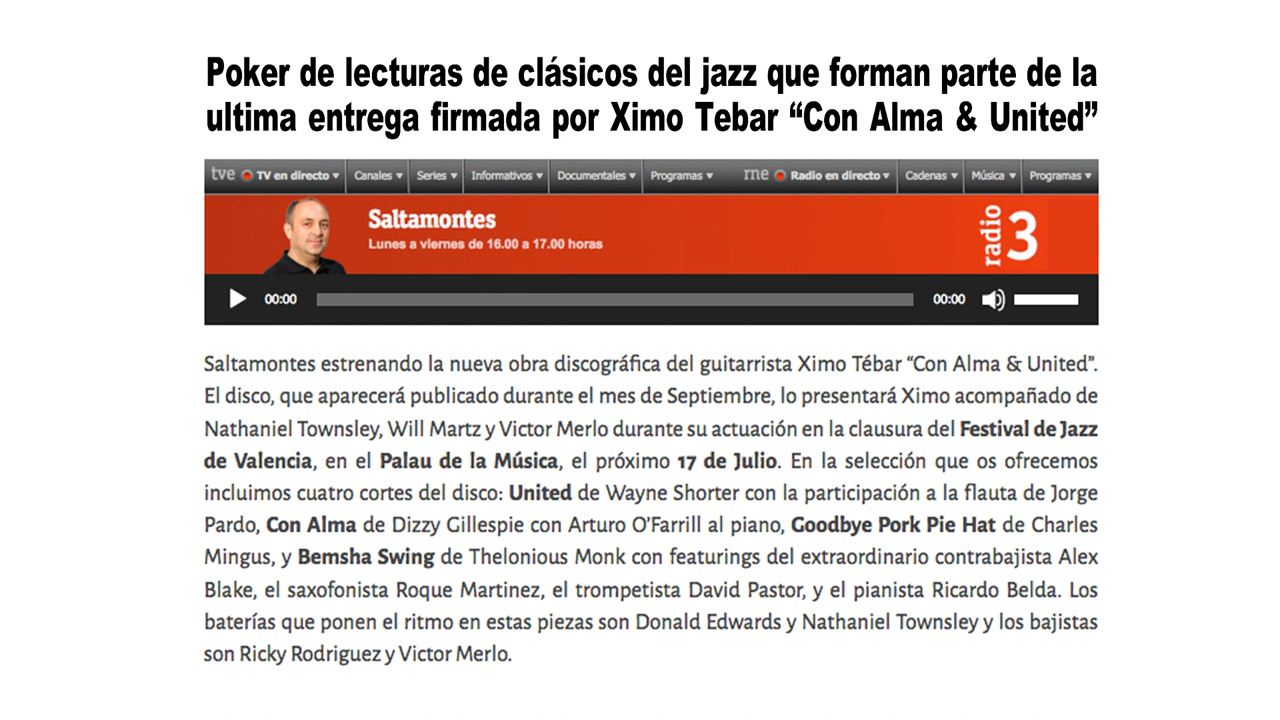 Poker de lecturas de clásicos del jazz que forman parte de la
ultima entrega firmada por Ximo Tebar “Con Alma & United”
tve TV en directo Canales Series Informativos Documentales Programas rne Radio en directo Cadenas Música Programas
Saltamontes
Lunes a viernes de 16.00 a 17.00 horas
radio 3
00:00 00:00
Saltamontes estrenando la nueva obra discográfica del guitarrista Ximo Tébar “Con Alma & United”.
El disco, que aparecerá publicado durante el mes de Septiembre, lo presentará Ximo acompañado de
Nathaniel Townsley, Will Martz y Victor Merlo durante su actuación en la clausura del Festival de Jazz
de Valencia, en el Palau de la Música, el próximo 17 de Julio. En la selección que os ofrecemos
incluimos cuatro cortes del disco: United de Wayne Shorter con la participación a la flauta de Jorge
Pardo, Con Alma de Dizzy Gillespie con Arturo O’Farrill al piano, Goodbye Pork Pie Hat de Charles
Mingus, y Bemsha Swing de Thelonious Monk con featurings del extraordinario contrabajista Alex
Blake, el saxofonista Roque Martinez, el trompetista David Pastor, y el pianista Ricardo Belda. Los
baterías que ponen el ritmo en estas piezas son Donald Edwards y Nathaniel Townsley y los bajistas
son Ricky Rodriguez y Victor Merlo.